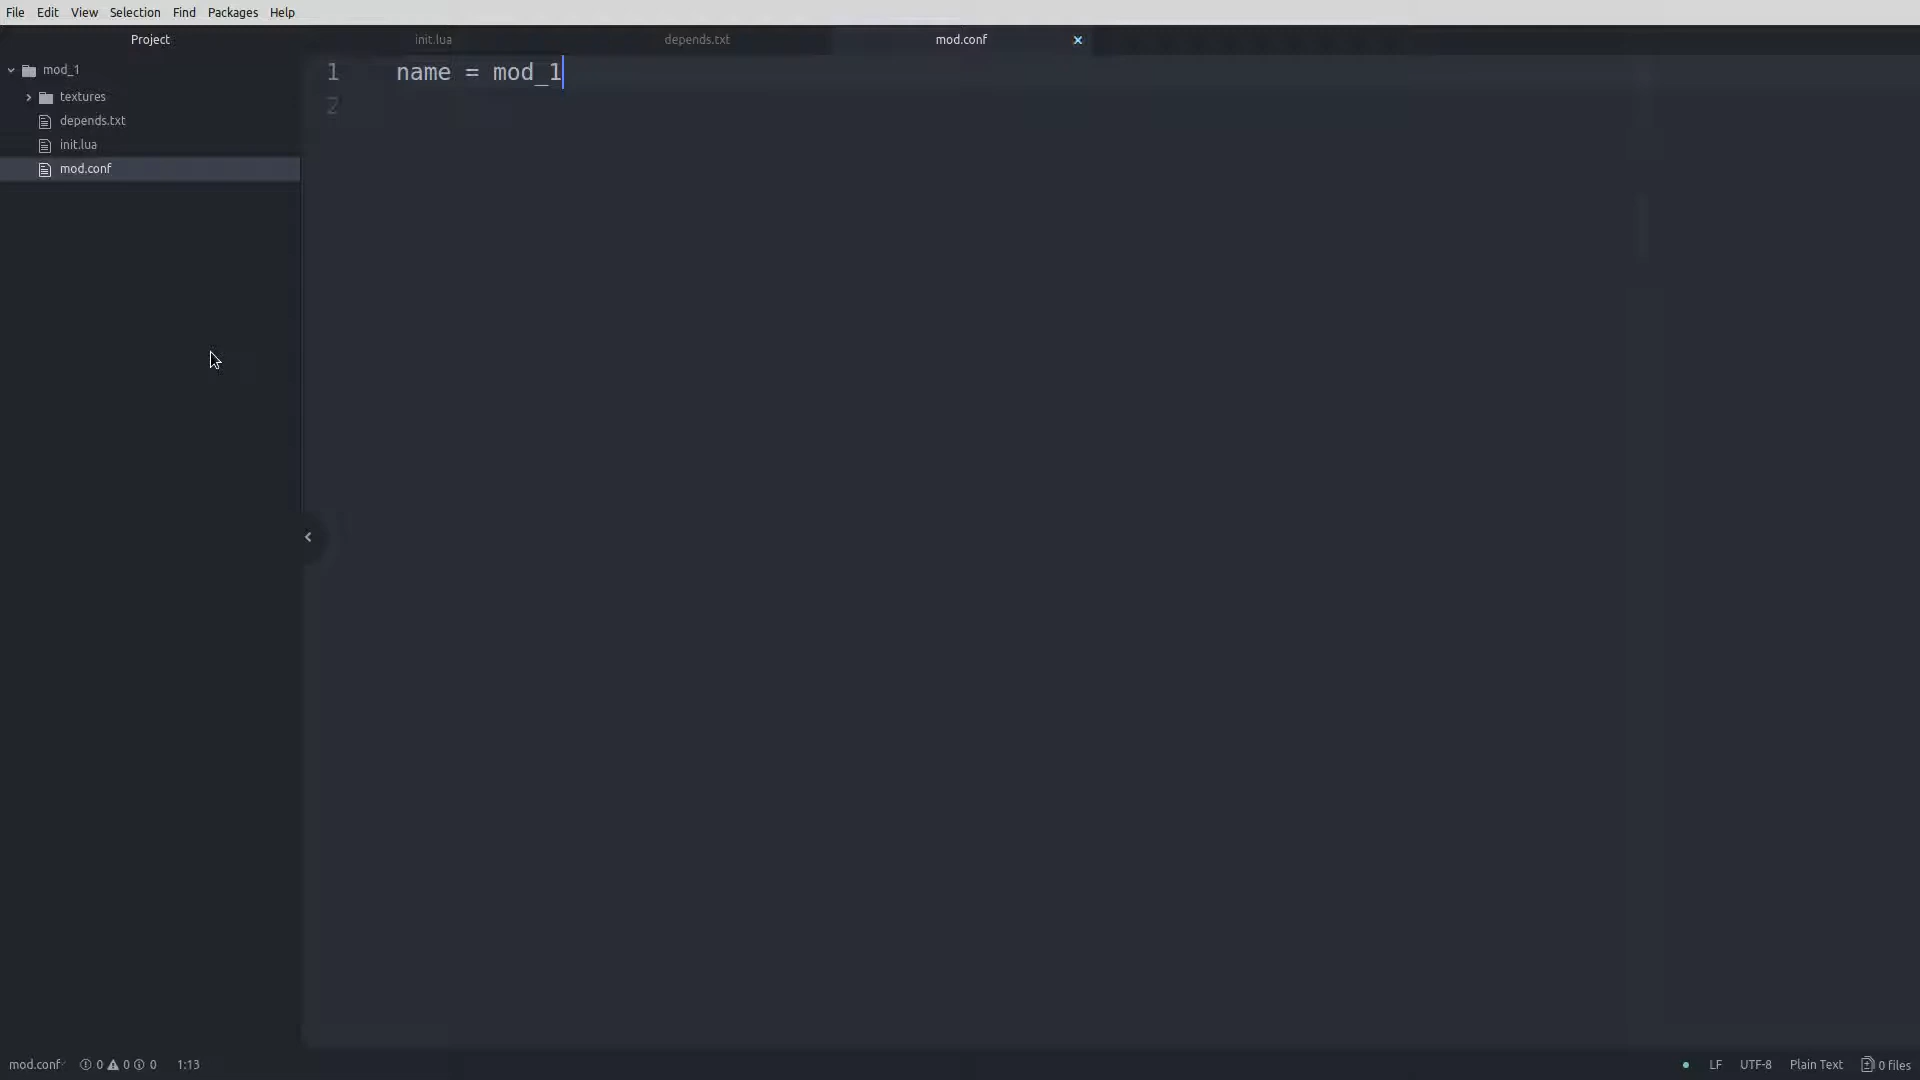 File Edit View Selection Find Packages Help
Project init.lua depends.txt mod.conf
mod_1
textures
depends.txt
init.lua
mod.conf
1 name = mod_1
2
mod.conf 0 0 0 1:13 LF UTF-8 Plain Text 0 files